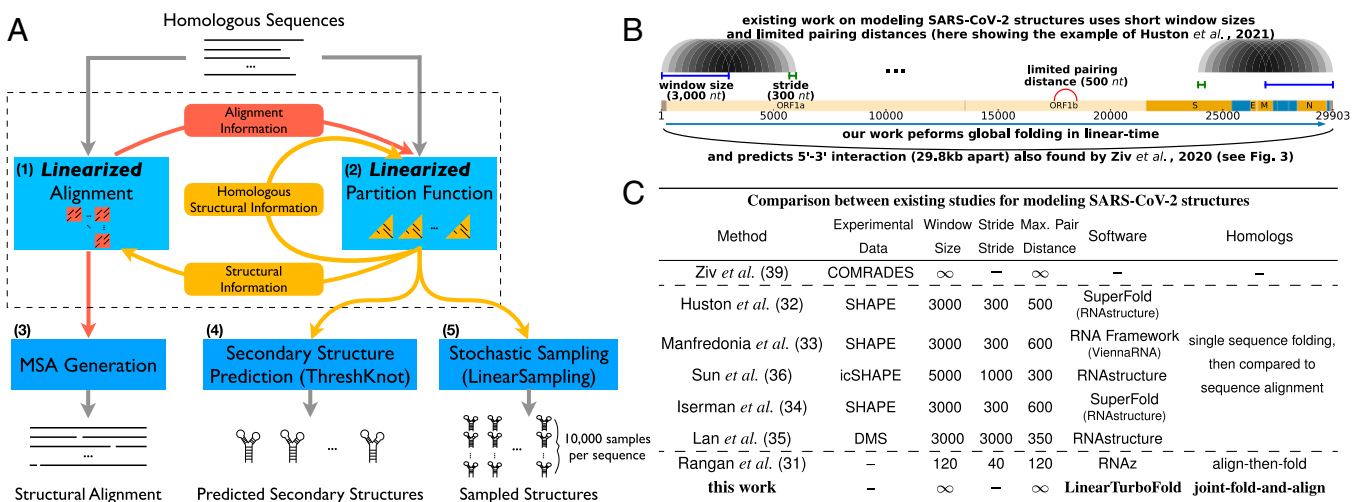 A
Homologous Sequences
...
Alignment
Information
(1) Linearized
Alignment
(2) Linearized
Partition Function
...
Homologous
Structural Information
Structural
Information
(3)
MSA Generation
(4)
Secondary Structure
Prediction (ThreshKnot)
(5)
Stochastic Sampling
(LinearSampling)
...
...
...
10,000 samples
per sequence
Structural Alignment
Predicted Secondary Structures
Sampled Structures
B
existing work on modeling SARS-CoV-2 structures uses short window sizes
and limited pairing distances (here showing the example of Huston et al., 2021)
...
window size
(3,000 nt)
stride
(300 nt)
limited pairing
distance (500 nt)
ORF1a
ORF1b
S
E
M
N
1 5000 10000 15000 20000 25000 29903
our work peforms global folding in linear-time
and predicts 5'-3' interaction (29.8kb apart) also found by Ziv et al., 2020 (see Fig. 3)
C
Comparison between existing studies for modeling SARS-CoV-2 structures
Method Experimental Data Window Size Stride Stride Max. Pair Distance Software Homologs
Ziv et al. (39) COMRADES ∞ – ∞ – –
Huston et al. (32) SHAPE 3000 300 500 SuperFold (RNAstructure)
Manfredonia et al. (33) SHAPE 3000 300 600 RNA Framework (ViennaRNA)
Sun et al. (36) icSHAPE 5000 1000 300 RNAstructure
Iserman et al. (34) SHAPE 3000 300 600 SuperFold (RNAstructure)
Lan et al. (35) DMS 3000 3000 350 RNAstructure
single sequence folding,
then compared to
sequence alignment
Rangan et al. (31) – 120 40 120 RNAz align-then-fold
this work ∞ – ∞ LinearTurboFold joint-fold-and-align